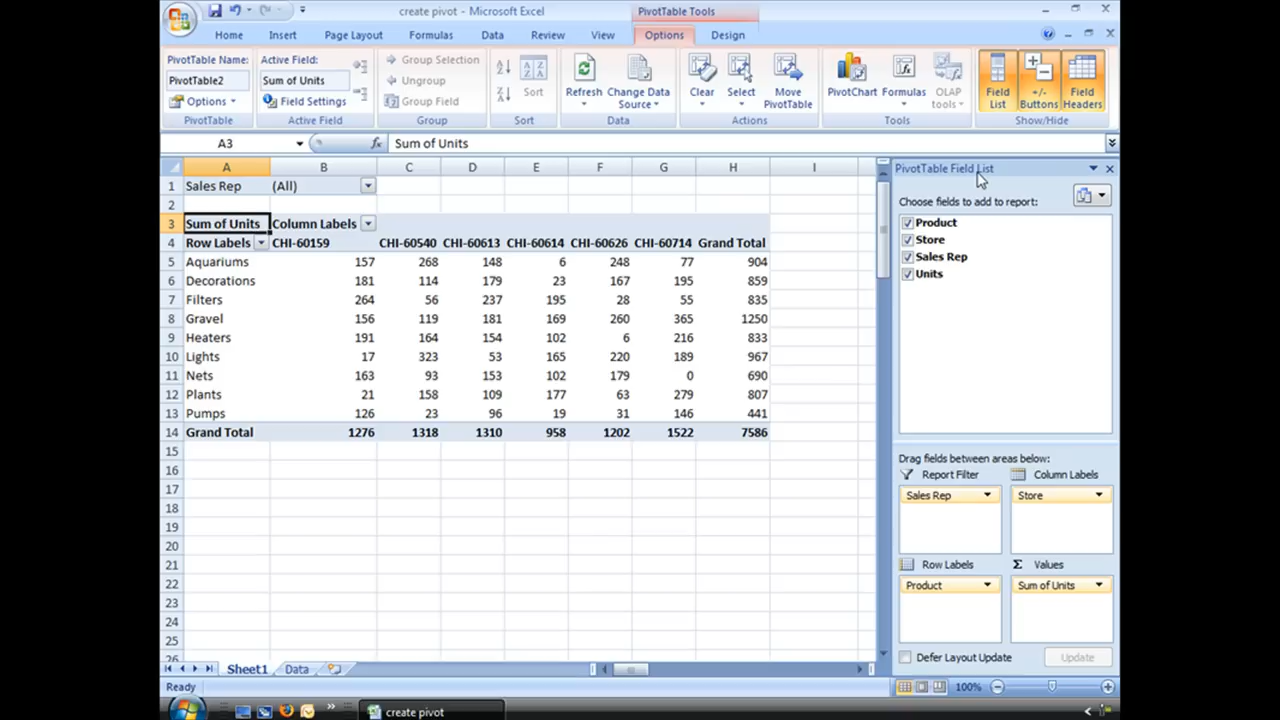 create pivot - Microsoft Excel
PivotTable Tools
Home Insert Page Layout Formulas Data Review View Options Design
PivotTable Name:
PivotTable2
Options
PivotTable
Active Field:
Sum of Units
Field Settings
Active Field
Group Selection
Ungroup
Group Field
Group
Sort
Sort
Refresh
Change Data Source
Data
Clear
Select
Move PivotTable
Actions
PivotChart
Formulas
OLAP tools
Tools
Field List
+/- Buttons
Field Headers
Show/Hide
A3 fx Sum of Units
A B C D E F G H I
1 Sales Rep (All)
2
3 Sum of Units Column Labels
4 Row Labels CHI-60159 CHI-60540 CHI-60613 CHI-60614 CHI-60626 CHI-60714 Grand Total
5 Aquariums 157 268 148 6 248 77 904
6 Decorations 181 114 179 23 167 195 859
7 Filters 264 56 237 195 28 55 835
8 Gravel 156 119 181 169 260 365 1250
9 Heaters 191 164 154 102 6 216 833
10 Lights 17 323 53 165 220 189 967
11 Nets 163 93 153 102 179 0 690
12 Plants 21 158 109 177 63 279 807
13 Pumps 126 23 96 19 31 146 441
14 Grand Total 1276 1318 1310 958 1202 1522 7586
15
16
17
18
19
20
21
22
23
24
25
26
PivotTable Field List
Choose fields to add to report:
Product
Store
Sales Rep
Units
Drag fields between areas below:
Report Filter Column Labels
Sales Rep Store
Row Labels Σ Values
Product Sum of Units
Defer Layout Update Update
Sheet1 Data
Ready 100%
create pivot